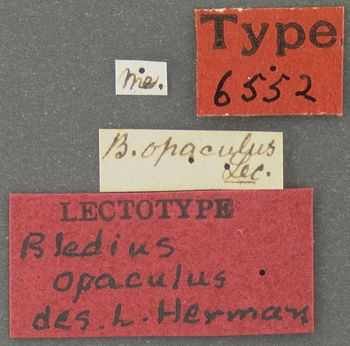 Me.
Type
6552
B. opaculus
Lec.
LECTOTYPE
Bledius
opaculus
des. L. Herman